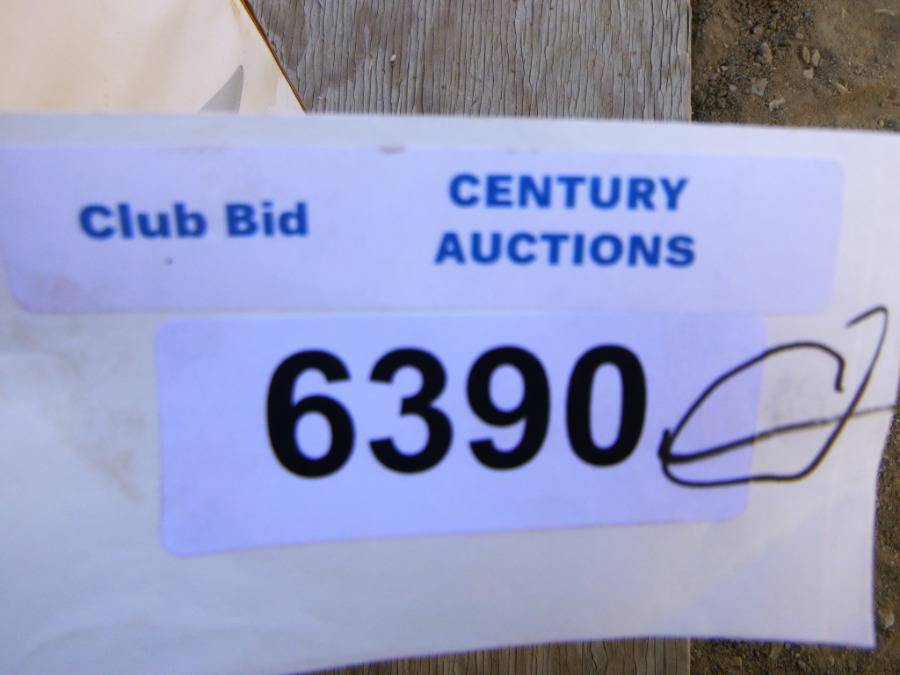 Club Bid
CENTURY
AUCTIONS
6390